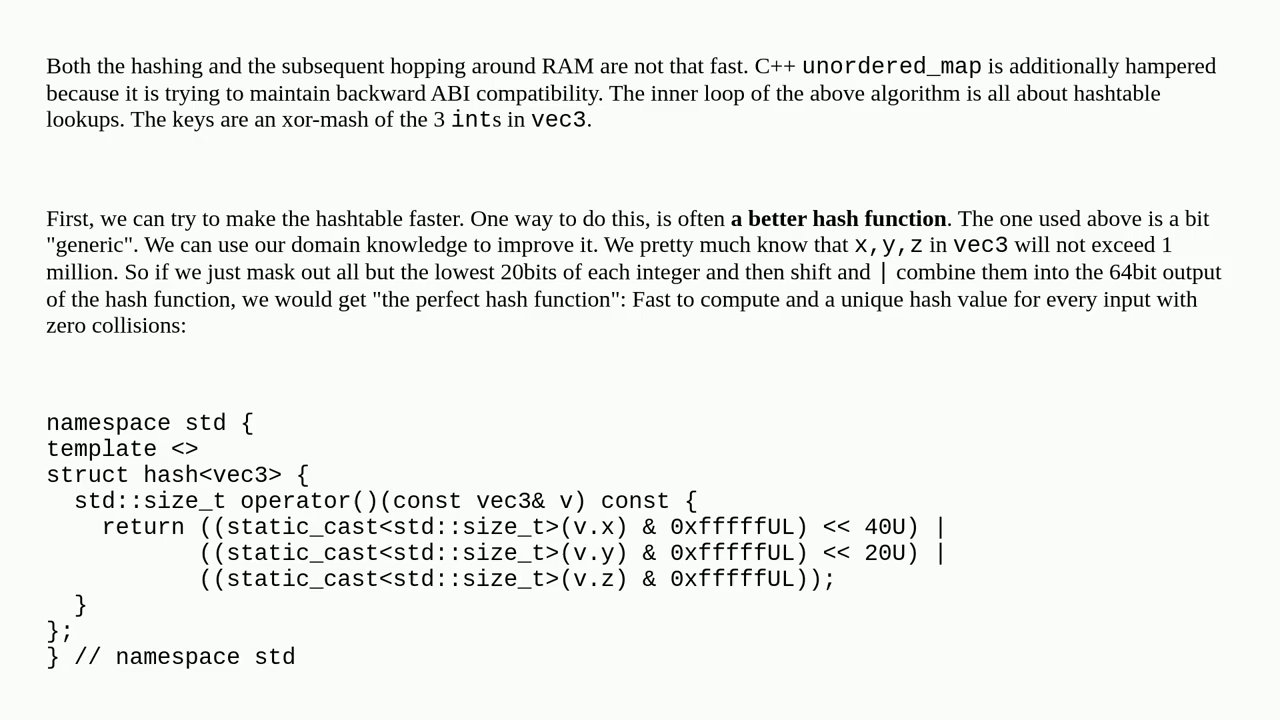 Both the hashing and the subsequent hopping around RAM are not that fast. C++ unordered_map is additionally hampered
because it is trying to maintain backward ABI compatibility. The inner loop of the above algorithm is all about hashtable
lookups. The keys are an xor-mash of the 3 ints in vec3.
First, we can try to make the hashtable faster. One way to do this, is often a better hash function. The one used above is a bit
"generic". We can use our domain knowledge to improve it. We pretty much know that x,y,z in vec3 will not exceed 1
million. So if we just mask out all but the lowest 20bits of each integer and then shift and | combine them into the 64bit output
of the hash function, we would get "the perfect hash function": Fast to compute and a unique hash value for every input with
zero collisions:
namespace std {
template <>
struct hash<vec3> {
  std::size_t operator()(const vec3& v) const {
    return ((static_cast<std::size_t>(v.x) & 0xfffffUL) << 40U) |
           ((static_cast<std::size_t>(v.y) & 0xfffffUL) << 20U) |
           ((static_cast<std::size_t>(v.z) & 0xfffffUL));
  }
};
} // namespace std